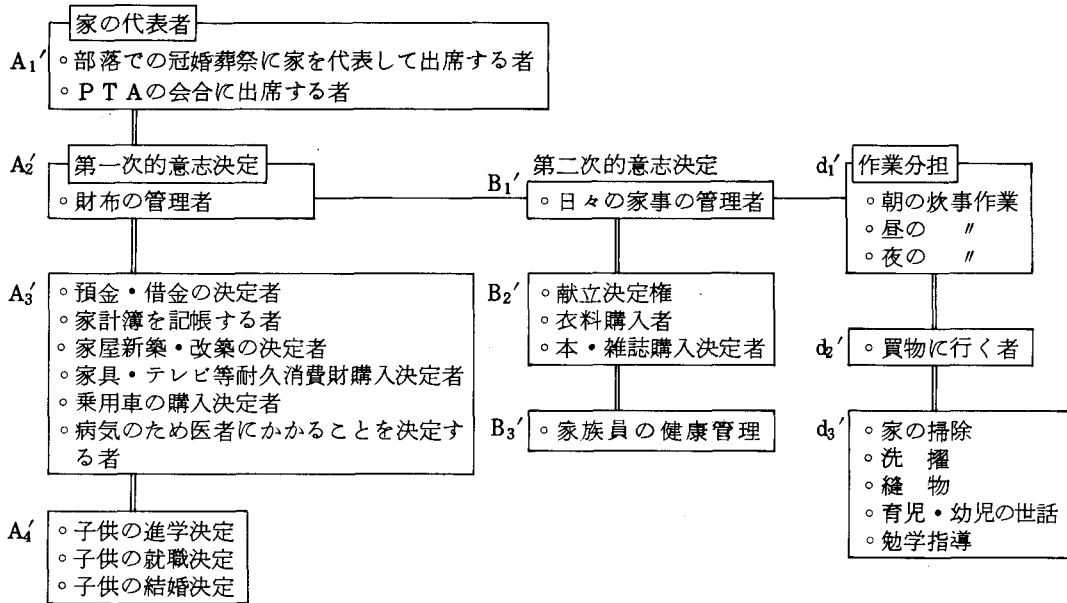 家の代表者
A₁′
○部落での冠婚葬祭に家を代表して出席する者
○PTAの会合に出席する者
A₂′
第一次的意志決定
○財布の管理者
第二次的意志決定
B₁′
○日々の家事の管理者
d₁′
作業分担
○朝の炊事作業
○昼の 〃
○夜の 〃
A₃′
○預金・借金の決定者
○家計簿を記帳する者
○家屋新築・改築の決定者
○家具・テレビ等耐久消費財購入決定者
○乗用車の購入決定者
○病気のため医者にかかることを決定す
る者
B₂′
○献立決定権
○衣料購入者
○本・雑誌購入決定者
d₂′
○買物に行く者
B₃′
○家族員の健康管理
d₃′
○家の掃除
○洗 擢
○縫 物
○育児・幼児の世話
○勉学指導
A₄′
○子供の進学決定
○子供の就職決定
○子供の結婚決定